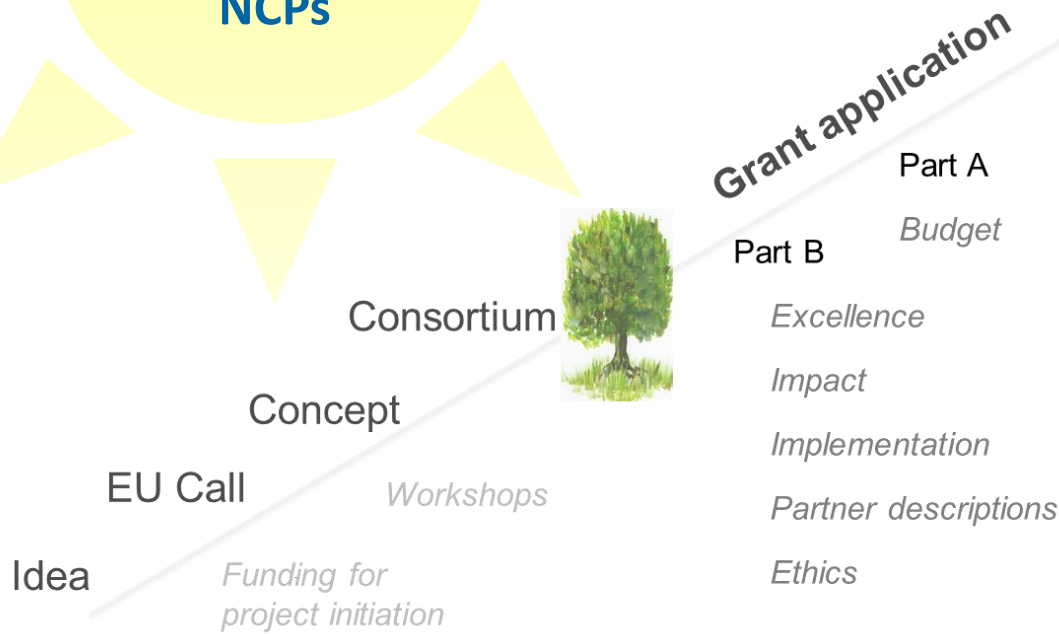 NCPs
Grant application
Part A
Budget
Part B
Excellence
Impact
Implementation
Partner descriptions
Ethics
Consortium
Concept
EU Call
Workshops
Idea
Funding for
project initiation